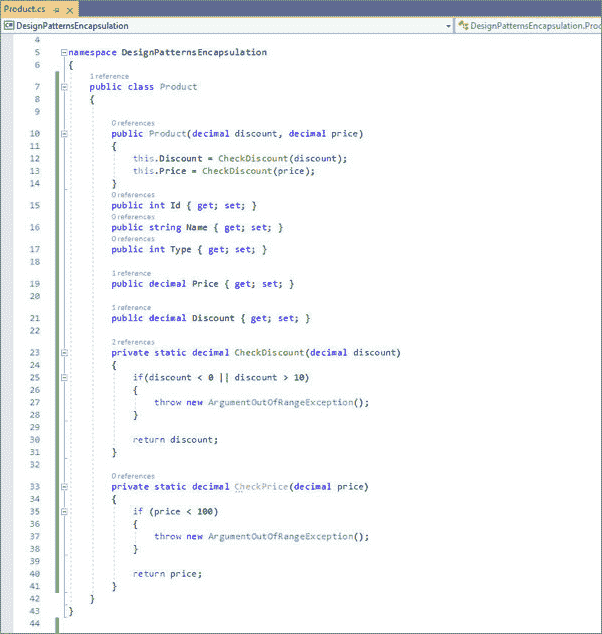 Product.cs
DesignPatternsEncapsulation DesignPatternsEncapsulation.Proc
4
5 namespace DesignPatternsEncapsulation
6 {
1 reference
7 public class Product
8 {
9
0 references
10 public Product(decimal discount, decimal price)
11 {
12 this.Discount = CheckDiscount(discount);
13 this.Price = CheckDiscount(price);
14 }
0 references
15 public int Id { get; set; }
0 references
16 public string Name { get; set; }
0 references
17 public int Type { get; set; }
18
1 reference
19 public decimal Price { get; set; }
20
1 reference
21 public decimal Discount { get; set; }
22
2 references
23 private static decimal CheckDiscount(decimal discount)
24 {
25 if(discount < 0 || discount > 10)
26 {
27 throw new ArgumentOutOfRangeException();
28 }
29
30 return discount;
31 }
32
0 references
33 private static decimal CheckPrice(decimal price)
34 {
35 if (price < 100)
36 {
37 throw new ArgumentOutOfRangeException();
38 }
39
40 return price;
41 }
42 }
43 }
44